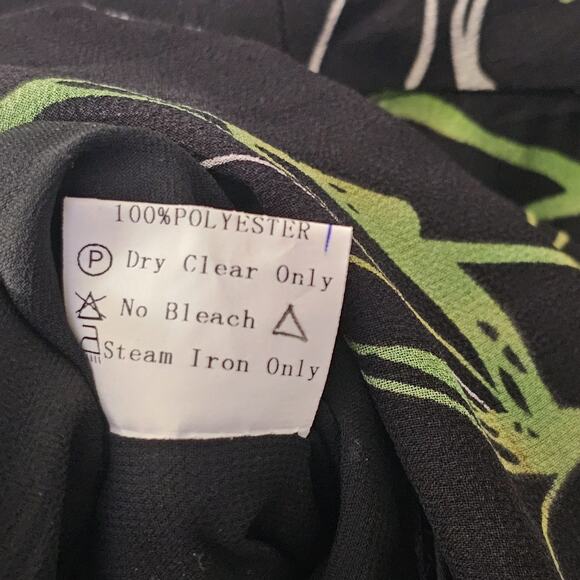 100%POLYESTER
P Dry Clear Only
No Bleach
Steam Iron Only